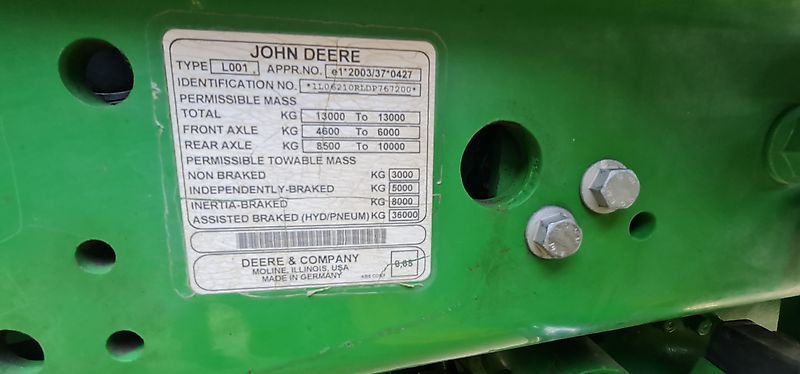 JOHN DEERE
TYPE L001 APPR.NO. e1*2003/37*0427
IDENTIFICATION NO. *1L06210RLDP767200*
PERMISSIBLE MASS
TOTAL KG 13000 To 13000
FRONT AXLE KG 4600 To 6000
REAR AXLE KG 8500 To 10000
PERMISSIBLE TOWABLE MASS
NON BRAKED KG 3000
INDEPENDENTLY-BRAKED KG 5000
INERTIA-BRAKED KG 8000
ASSISTED BRAKED (HYD/PNEUM) KG 36000
DEERE & COMPANY
MOLINE, ILLINOIS, USA
MADE IN GERMANY
0,65